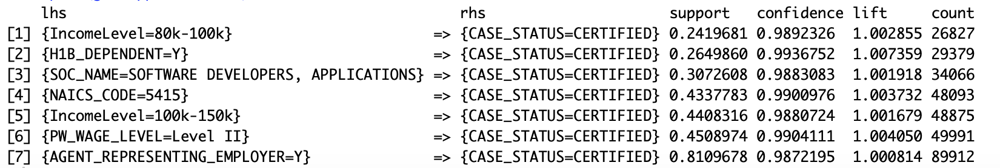 lhs rhs support confidence lift count
[1] {IncomeLevel=80k-100k} => {CASE_STATUS=CERTIFIED} 0.2419681 0.9892326 1.002855 26827
[2] {H1B_DEPENDENT=Y} => {CASE_STATUS=CERTIFIED} 0.2649860 0.9936752 1.007359 29379
[3] {SOC_NAME=SOFTWARE DEVELOPERS, APPLICATIONS} => {CASE_STATUS=CERTIFIED} 0.3072608 0.9883083 1.001918 34066
[4] {NAICS_CODE=5415} => {CASE_STATUS=CERTIFIED} 0.4337783 0.9900976 1.003732 48093
[5] {IncomeLevel=100k-150k} => {CASE_STATUS=CERTIFIED} 0.4408316 0.9880724 1.001679 48875
[6] {PW_WAGE_LEVEL=Level II} => {CASE_STATUS=CERTIFIED} 0.4508974 0.9904111 1.004050 49991
[7] {AGENT_REPRESENTING_EMPLOYER=Y} => {CASE_STATUS=CERTIFIED} 0.8109678 0.9872195 1.000814 89912